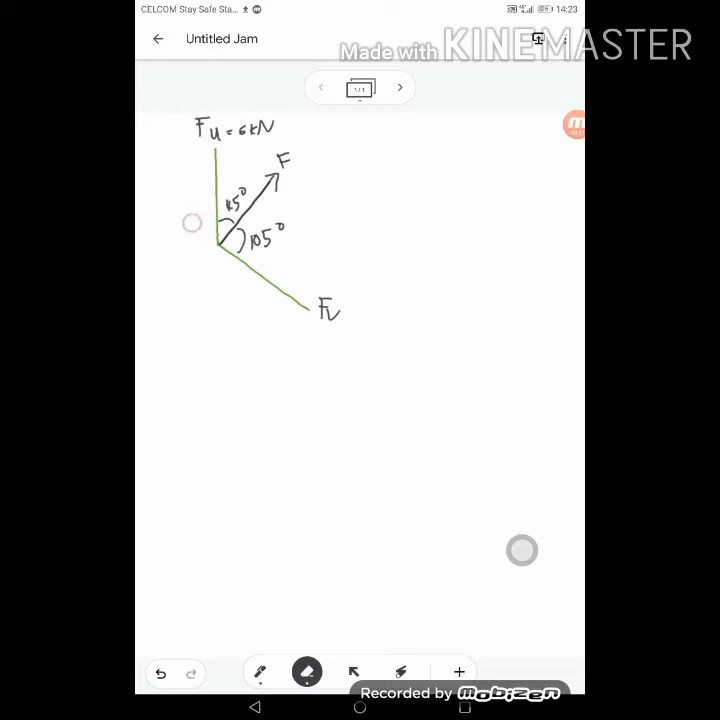 CELCOM Stay Safe Sta...
14:23
Untitled Jam
Made with KINEMASTER
1/1
Fu = 6kN
F
45°
105°
Fv
Recorded by mobizen